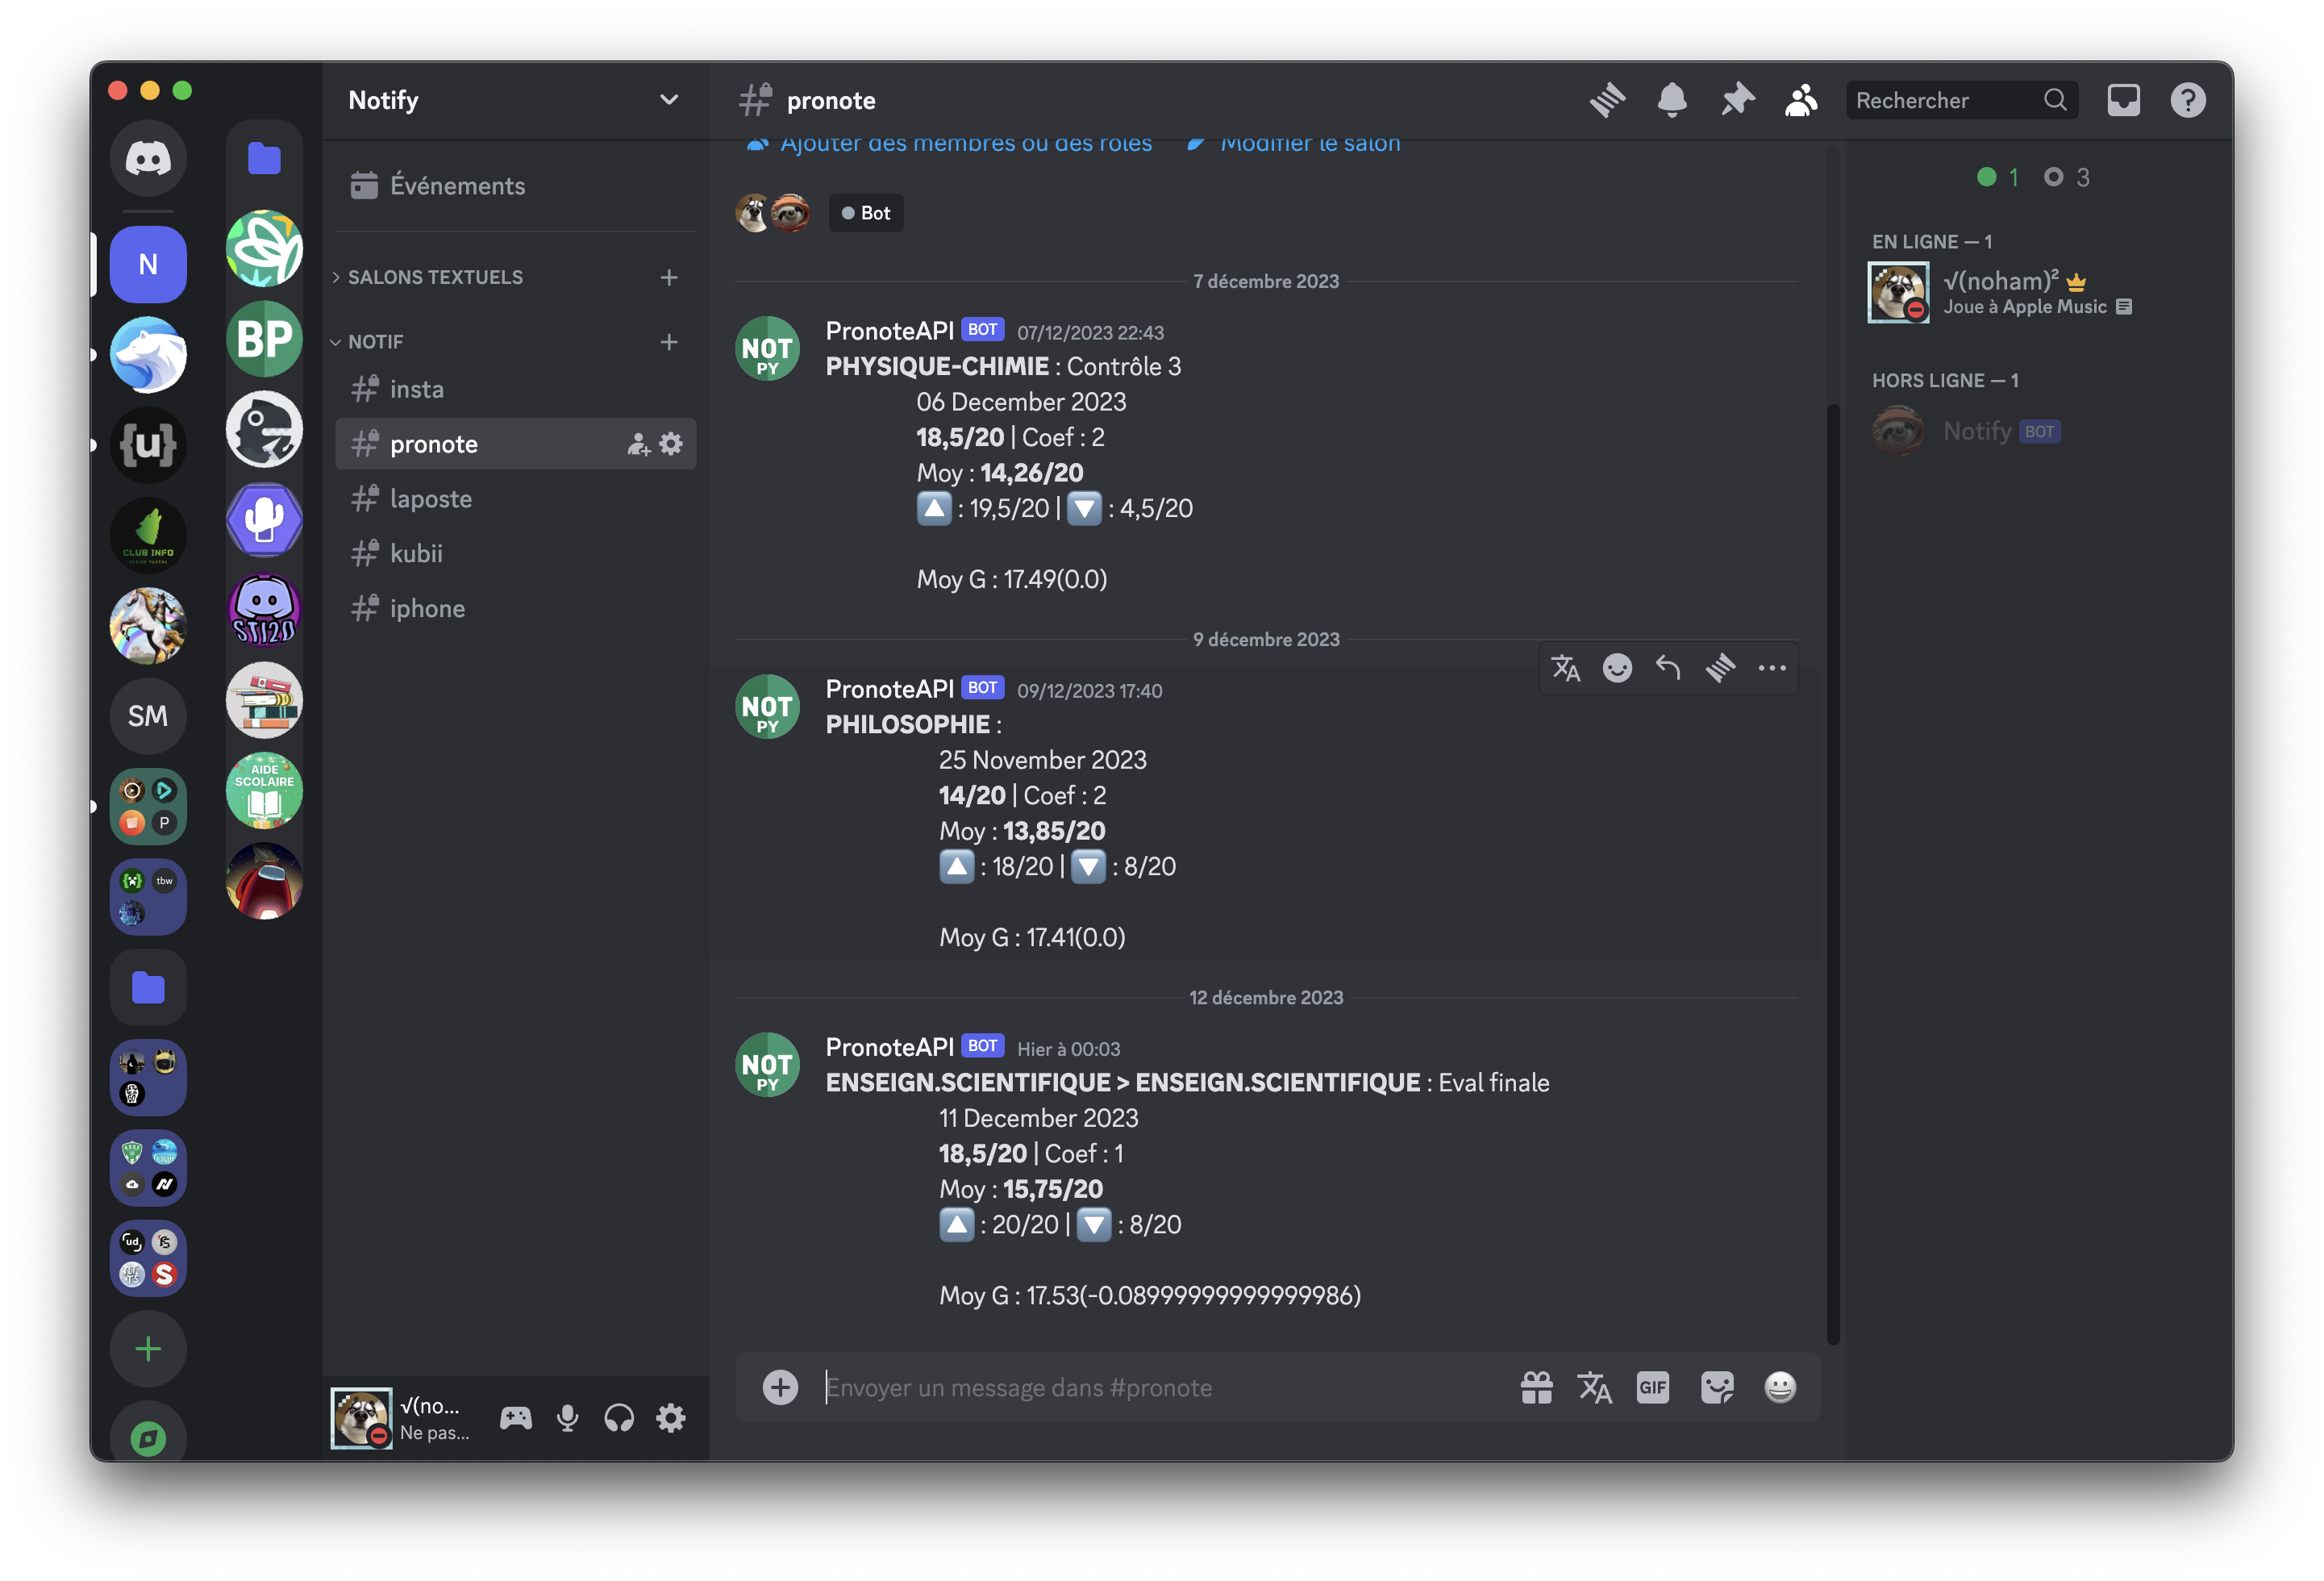 Notify
Événements
SALONS TEXTUELS
NOTIF
insta
pronote
laposte
kubii
iphone
√(no...
Ne pas...
N
{u}
CLUB INFO
SM
P
tbw
ud
BP
STI2D
AIDE
SCOLAIRE
pronote
Rechercher
Ajouter des membres ou des rôles
Modifier le salon
Bot
7 décembre 2023
NOT
PY
PronoteAPI BOT 07/12/2023 22:43
PHYSIQUE-CHIMIE : Contrôle 3
06 December 2023
18,5/20 | Coef : 2
Moy : 14,26/20
🔼 : 19,5/20 | 🔽 : 4,5/20
Moy G : 17.49(0.0)
9 décembre 2023
NOT
PY
PronoteAPI BOT 09/12/2023 17:40
PHILOSOPHIE :
25 November 2023
14/20 | Coef : 2
Moy : 13,85/20
🔼 : 18/20 | 🔽 : 8/20
Moy G : 17.41(0.0)
12 décembre 2023
NOT
PY
PronoteAPI BOT Hier à 00:03
ENSEIGN.SCIENTIFIQUE > ENSEIGN.SCIENTIFIQUE : Eval finale
11 December 2023
18,5/20 | Coef : 1
Moy : 15,75/20
🔼 : 20/20 | 🔽 : 8/20
Moy G : 17.53(-0.08999999999999986)
Envoyer un message dans #pronote
GIF
1 3
EN LIGNE — 1
√(noham)²
Joue à Apple Music
HORS LIGNE — 1
Notify BOT